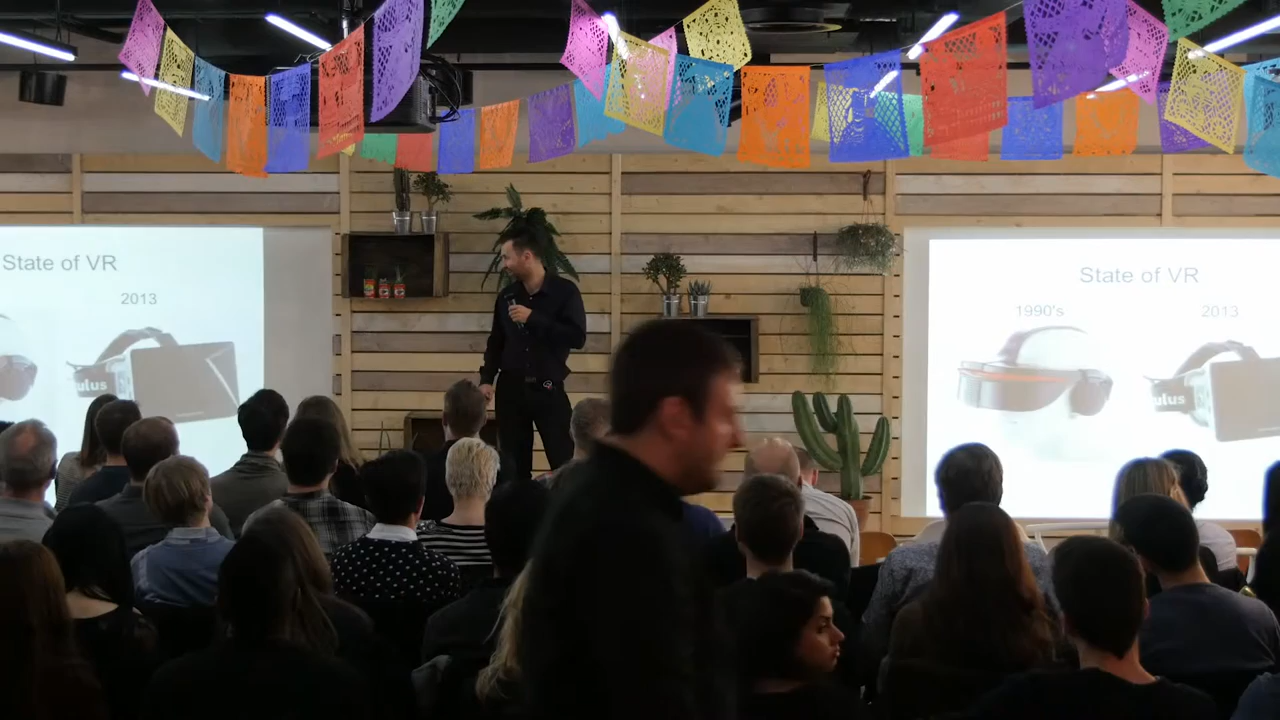 State of VR
2013
ulus
State of VR
1990's 2013
ulus